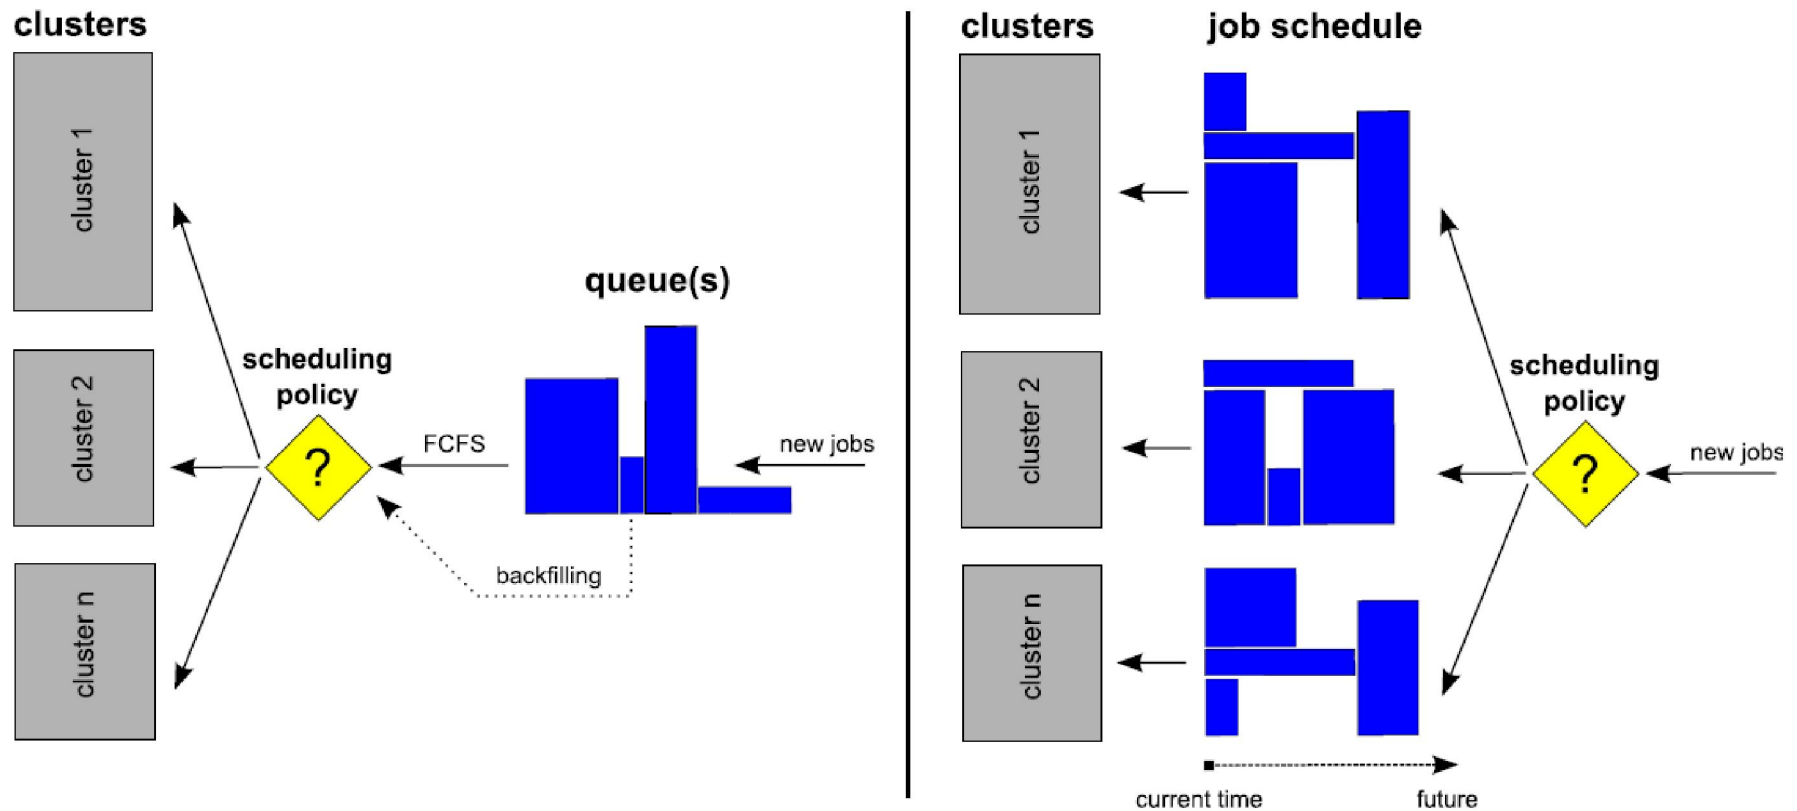 clusters
cluster 1
cluster 2
cluster n
scheduling
policy
?
FCFS
queue(s)
new jobs
backfilling
clusters
job schedule
cluster 1
cluster 2
cluster n
scheduling
policy
?
new jobs
current time
future